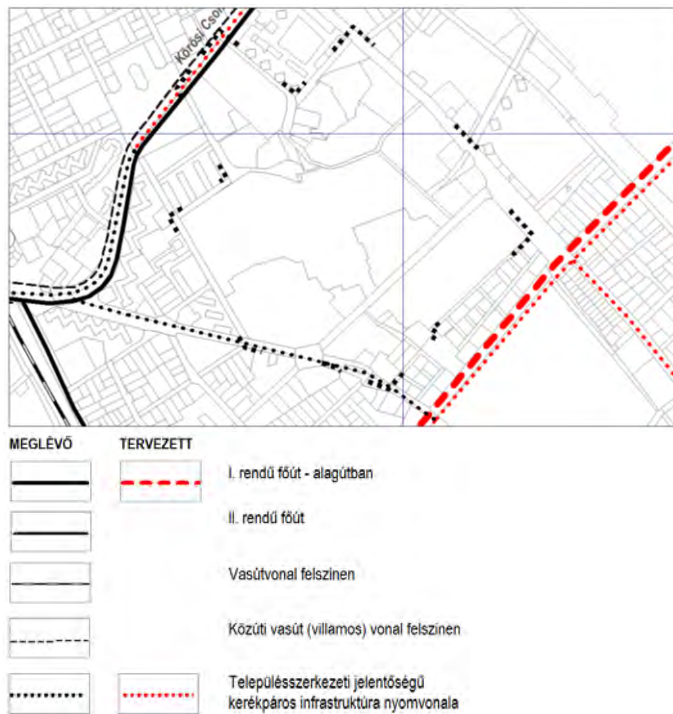 Kőrösi
MEGLÉVŐ TERVEZETT
I. rendű főút - alagútban
II. rendű főút
Vasútvonal felszínen
Közúti vasút (villamos) vonal felszínen
Településszerkezeti jelentőségű
kerékpáros infrastruktúra nyomvonala